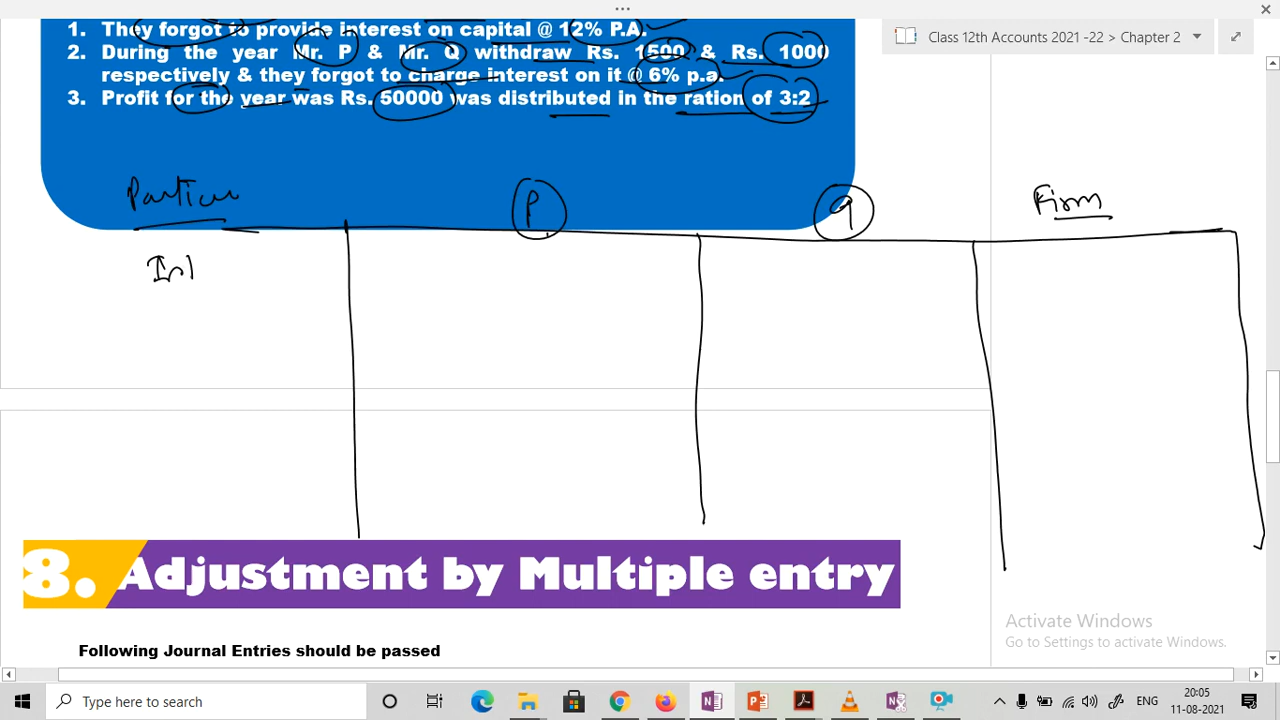 Class 12th Accounts 2021 -22 > Chapter 2
1. They forgot to provide interest on capital @ 12% P.A.
2. During the year Mr. P & Mr. Q withdraw Rs. 1500 & Rs. 1000
respectively & they forgot to charge interest on it @ 6% p.a.
3. Profit for the year was Rs. 50000 was distributed in the ration of 3:2
Particu P q Firm
Int
8. Adjustment by Multiple entry
Following Journal Entries should be passed
Activate Windows
Go to Settings to activate Windows.
Type here to search
ENG
20:05
11-08-2021